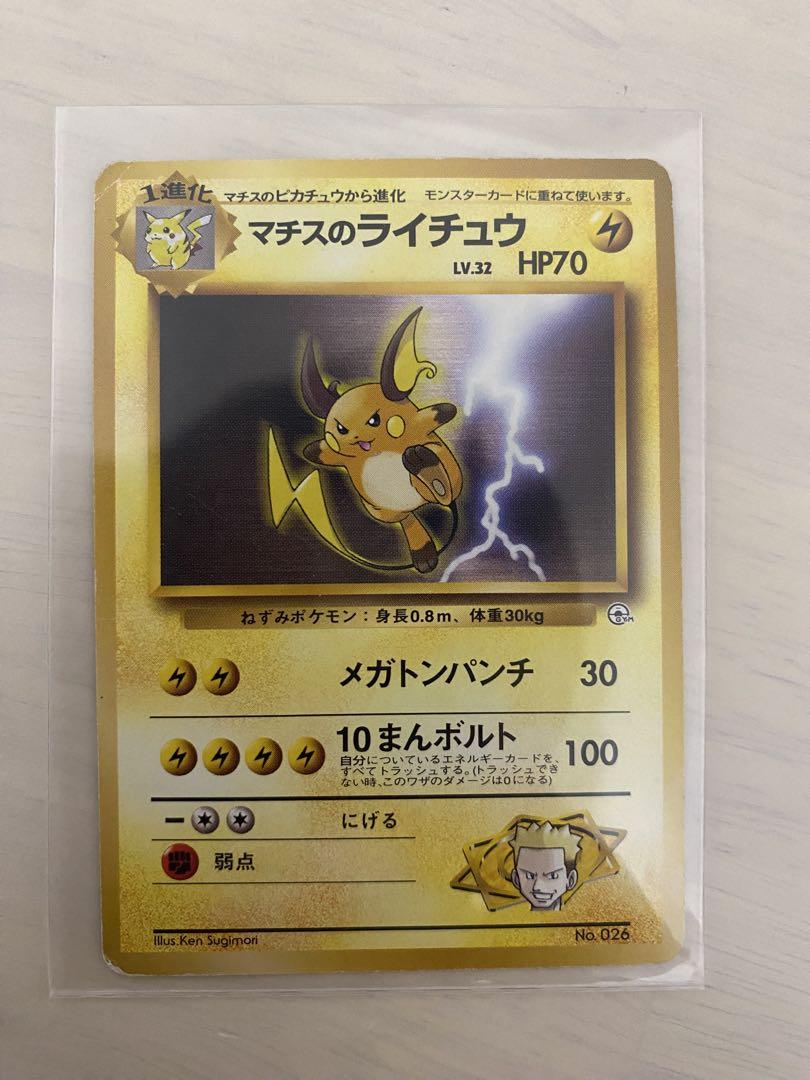 1進化 マチスのピカチュウから進化 モンスターカードに重ねて使います。
マチスのライチュウ
LV.32 HP70
ねずみポケモン：身長0.8m、体重30kg
GYM
メガトンパンチ 30
10まんボルト 100
自分についているエネルギーカードを、
すべてトラッシュする。(トラッシュでき
ない時、このワザのダメージは0になる)
ー にげる
弱点
Illus.Ken Sugimori No. 026